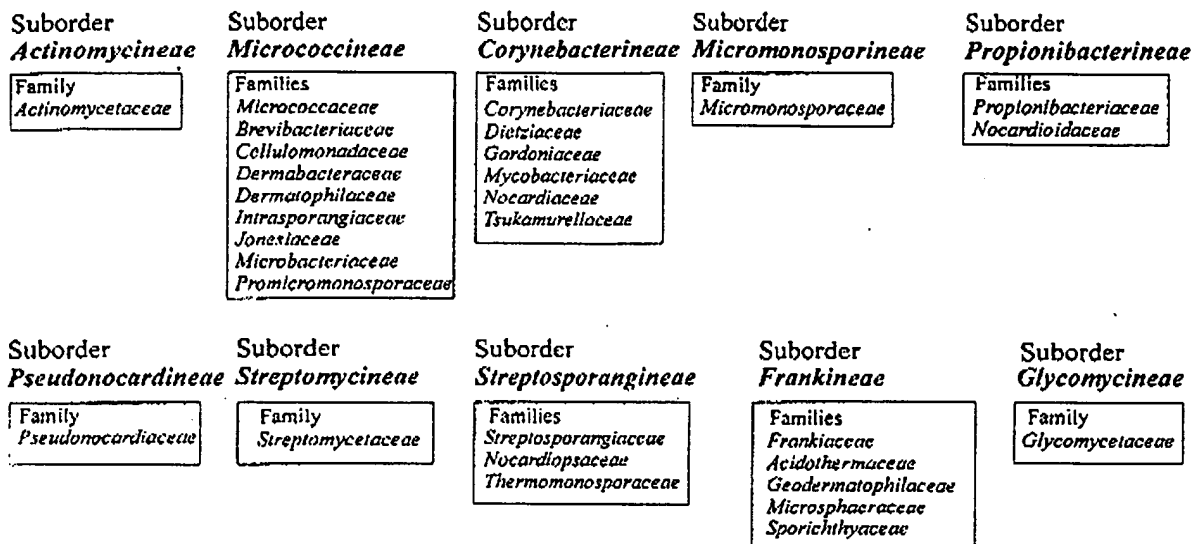 Suborder
Actinomycineae
Family
Actinomycetaceae
Suborder
Micrococcineae
Families
Micrococcaceae
Brevibacteriaceae
Cellulomonadaceae
Dermabacteraceae
Dermatophilaceae
Intrasporangiaceae
Jonesiaceae
Microbacteriaceae
Promicromonosporaceae
Suborder
Corynebacterineae
Families
Corynebacteriaceae
Dietziaceae
Gordoniaceae
Mycobacteriaceae
Nocardiaceae
Tsukamurellaceae
Suborder
Micromonosporineae
Family
Micromonosporaceae
Suborder
Propionibacterineae
Families
Propionibacteriaceae
Nocardioidaceae
Suborder
Pseudonocardineae
Family
Pseudonocardiaceae
Suborder
Streptomycineae
Family
Streptomycetaceae
Suborder
Streptosporangineae
Families
Streptosporangiaceae
Nocardiopsaceae
Thermomonosporaceae
Suborder
Frankineae
Families
Frankiaceae
Acidothermaceae
Geodermatophilaceae
Microsphaeraceae
Sporichthyaceae
Suborder
Glycomycineae
Family
Glycomycetaceae